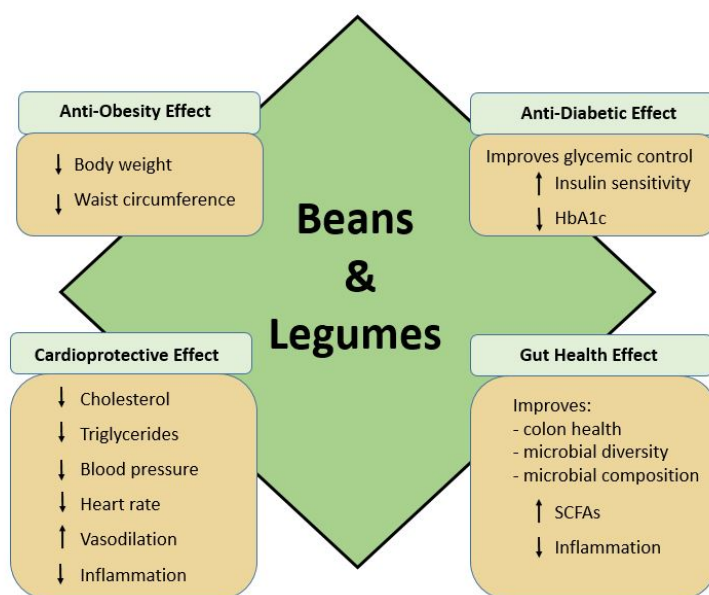 Anti-Obesity Effect
↓ Body weight
↓ Waist circumference
Anti-Diabetic Effect
Improves glycemic control
↑ Insulin sensitivity
↓ HbA1c
Beans
&
Legumes
Cardioprotective Effect
↓ Cholesterol
↓ Triglycerides
↓ Blood pressure
↓ Heart rate
↑ Vasodilation
↓ Inflammation
Gut Health Effect
Improves:
- colon health
- microbial diversity
- microbial composition
↑ SCFAs
↓ Inflammation